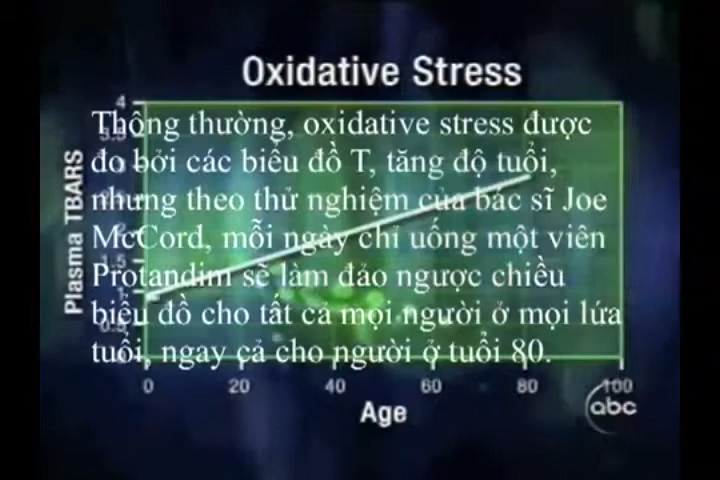 Oxidative Stress
Thông thường, oxidative stress được
đo bởi các biểu đồ T, tăng độ tuổi,
nhưng theo thử nghiệm của bác sĩ Joe
McCord, mỗi ngày chỉ uống một viên
Protandim sẽ làm đảo ngược chiều
biểu đồ cho tất cả mọi người ở mọi lứa
tuổi, ngay cả cho người ở tuổi 80.
Plasma TBARS
4
0 20 40 60 80 100
Age
abc